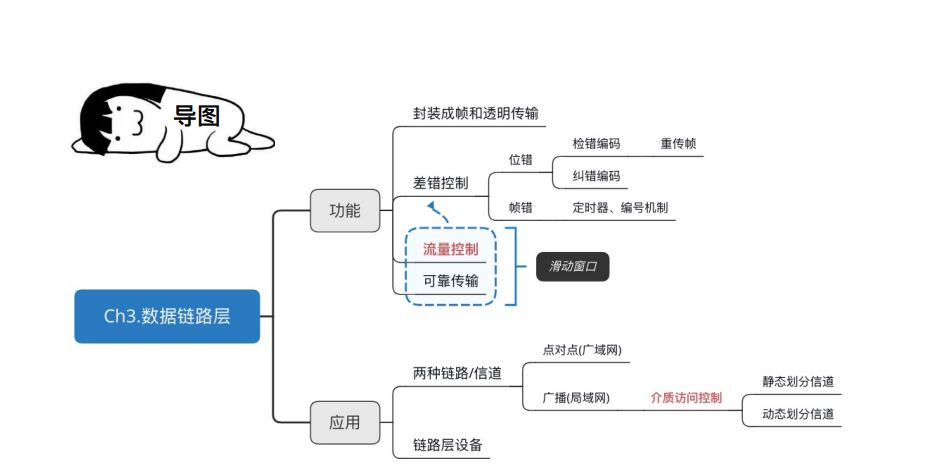 导图
Ch3.数据链路层
功能
封装成帧和透明传输
差错控制
位错
检错编码
重传帧
纠错编码
帧错
定时器、编号机制
流量控制
可靠传输
滑动窗口
应用
两种链路/信道
点对点(广域网)
广播(局域网)
介质访问控制
静态划分信道
动态划分信道
链路层设备